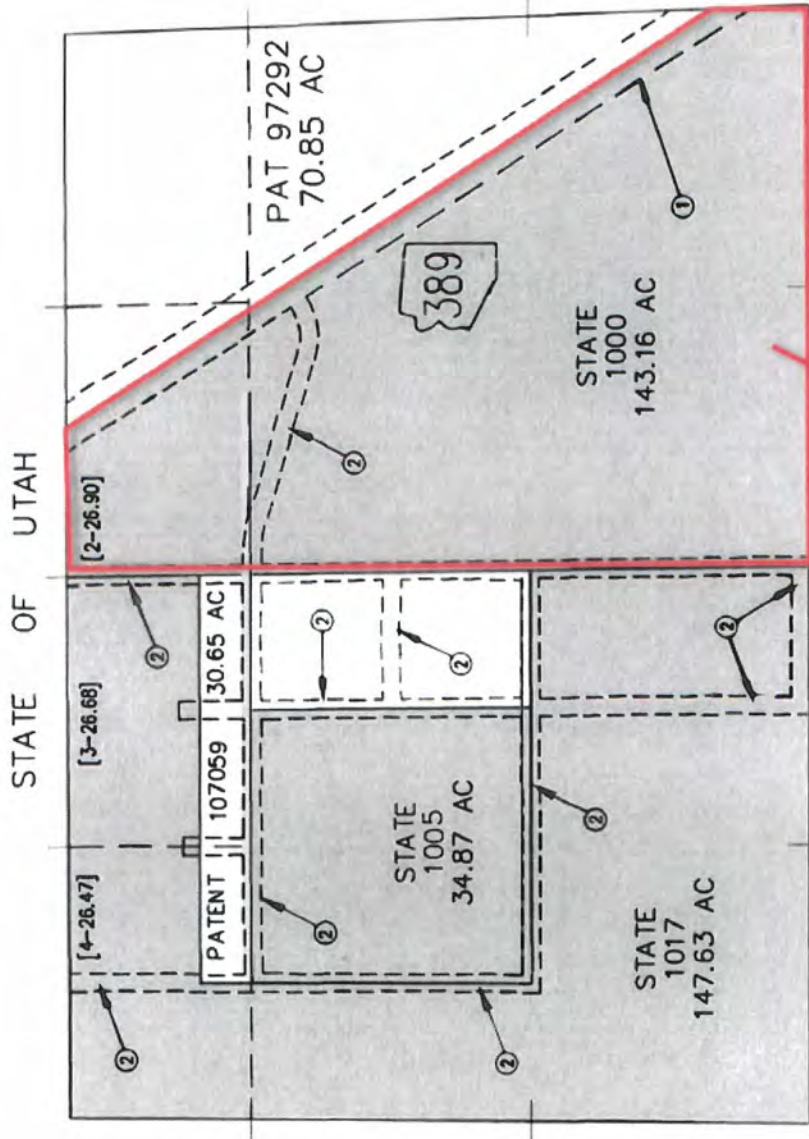 STATE OF UTAH
[4-26.47]
[3-26.68]
[2-26.90]
PAT 97292
70.85 AC
PATENT 107059 30.65 AC
389
STATE
1005
34.87 AC
STATE
1000
143.16 AC
STATE
1017
147.63 AC
②
②
②
②
②
②
②
②
②
②
①